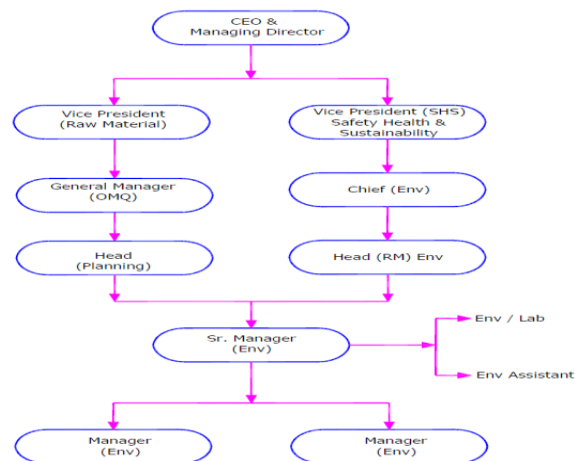 CEO &
Managing Director
Vice President
(Raw Material)
Vice President (SHS)
Safety Health &
Sustainability
General Manager
(OMQ)
Chief (Env)
Head
(Planning)
Head (RM) Env
Sr. Manager
(Env)
Env / Lab
Env Assistant
Manager
(Env)
Manager
(Env)